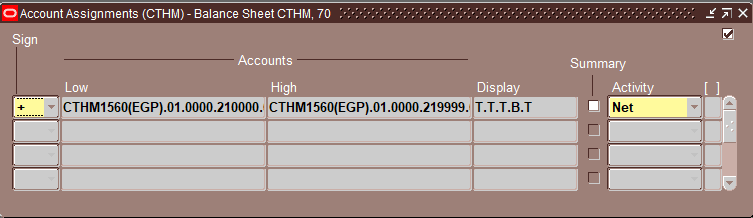 Account Assignments (CTHM) - Balance Sheet CTHM, 70
Sign
Accounts
Summary
Low High Display Activity [ ]
+ CTHM1560(EGP).01.0000.210000. CTHM1560(EGP).01.0000.219999. T.T.T.B.T Net